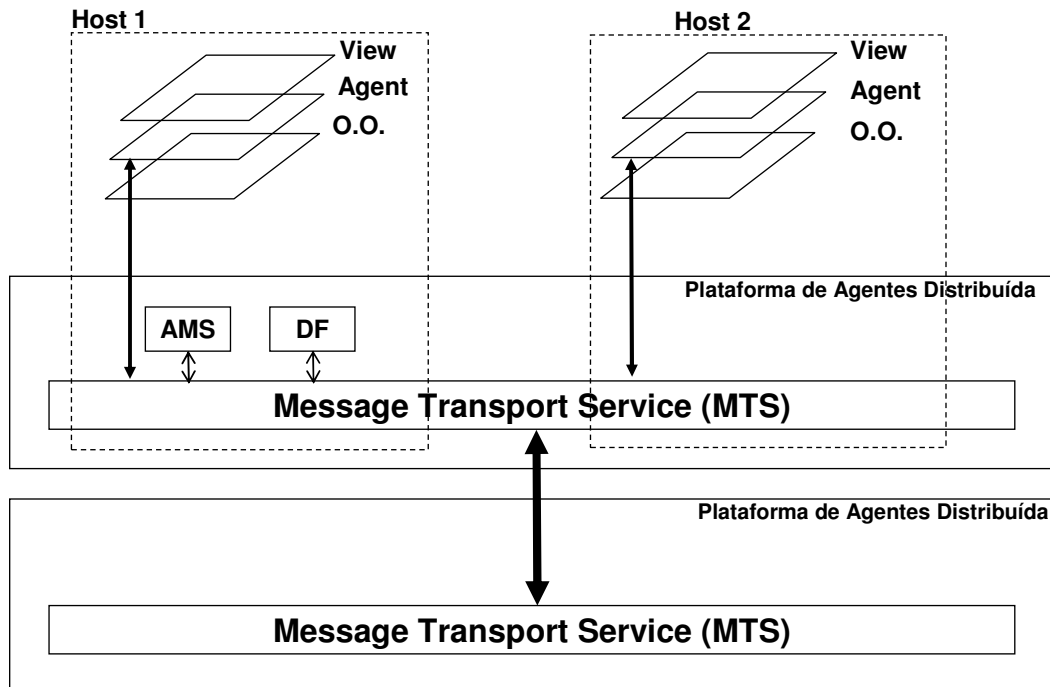 Host 1
View
Agent
O.O.
Host 2
View
Agent
O.O.
Plataforma de Agentes Distribuída
AMS
DF
Message Transport Service (MTS)
Plataforma de Agentes Distribuída
Message Transport Service (MTS)